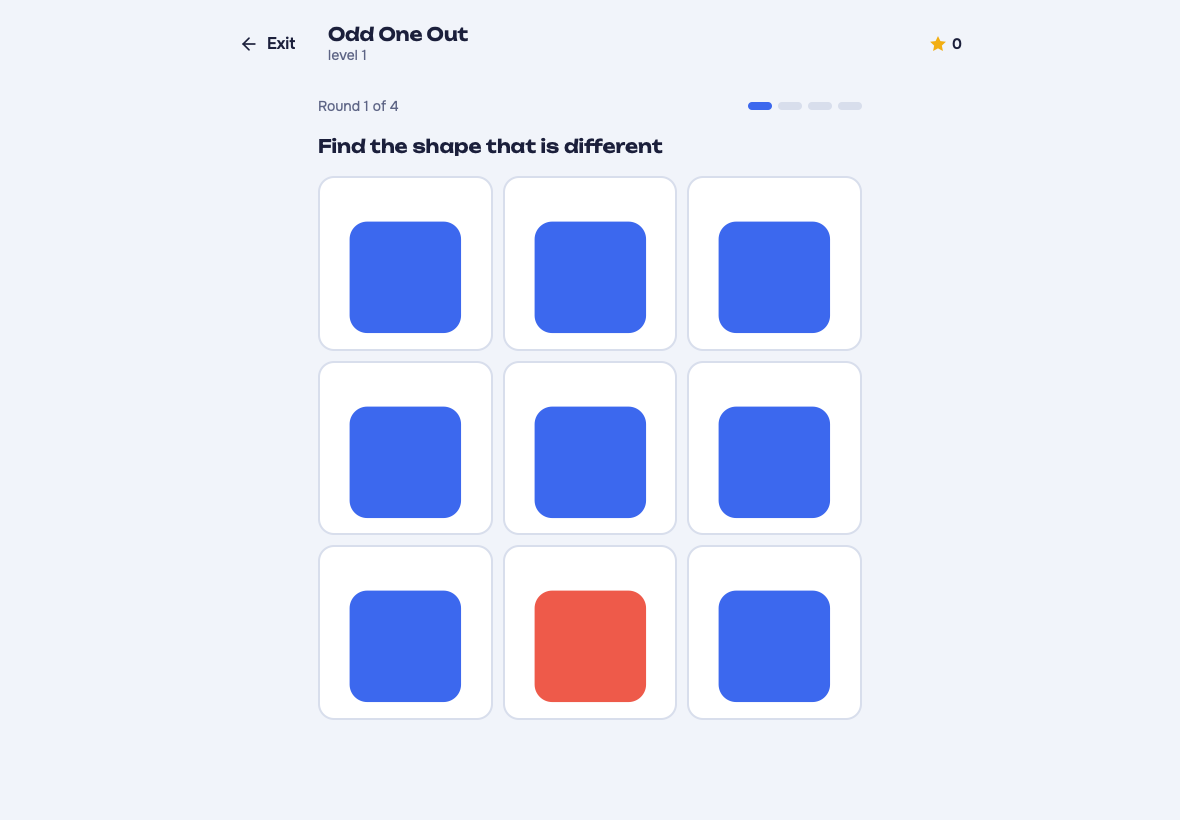 Exit
Odd One Out
level 1
0
Round 1 of 4
Find the shape that is different